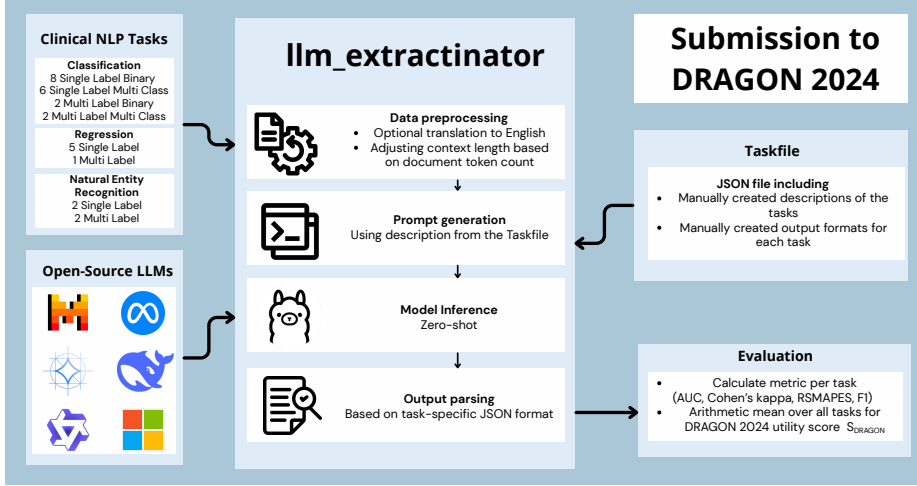 Clinical NLP Tasks
Classification
8 Single Label Binary
6 Single Label Multi Class
2 Multi Label Binary
2 Multi Label Multi Class
Regression
5 Single Label
1 Multi Label
Natural Entity
Recognition
2 Single Label
2 Multi Label
Open-Source LLMs
llm_extractinator
Data preprocessing
• Optional translation to English
• Adjusting context length based
on document token count
Prompt generation
Using description from the Taskfile
Model Inference
Zero-shot
Output parsing
Based on task-specific JSON format
Submission to
DRAGON 2024
Taskfile
JSON file including
• Manually created descriptions of the
tasks
• Manually created output formats for
each task
Evaluation
• Calculate metric per task
(AUC, Cohen's kappa, RSMAPES, F1)
• Arithmetic mean over all tasks for
DRAGON 2024 utility score S_DRAGON